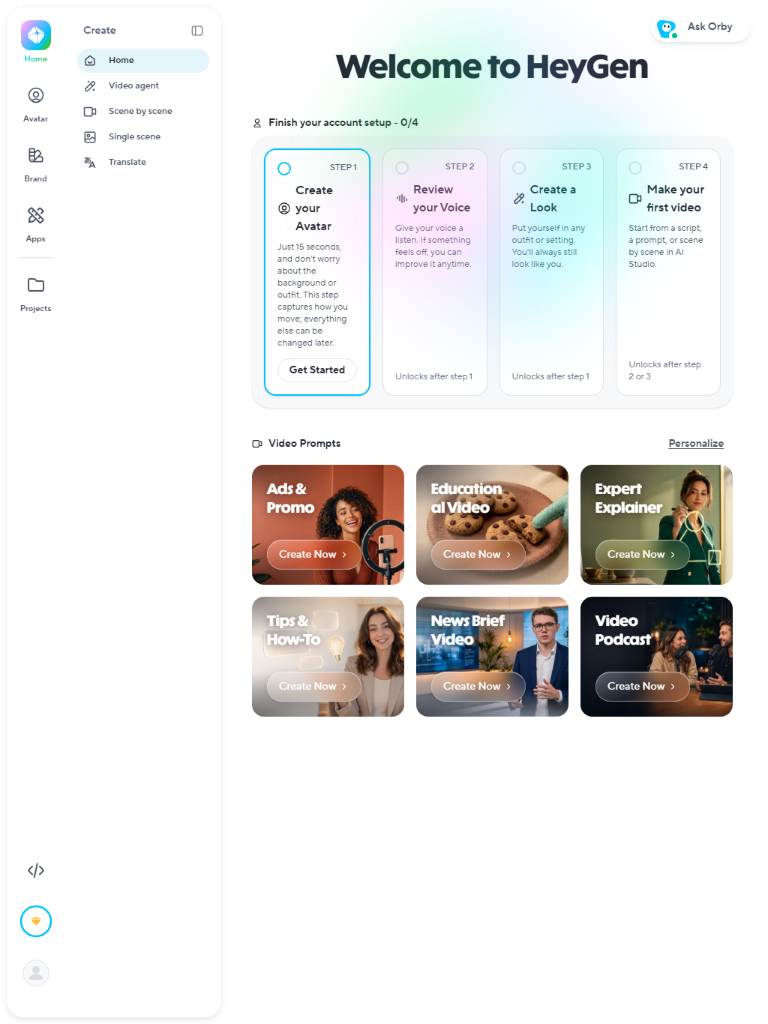 Home
Avatar
Brand
Apps
Projects
Create
Home
Video agent
Scene by scene
Single scene
Translate
Ask Orby
Welcome to HeyGen
Finish your account setup - 0/4
STEP 1
Create
your
Avatar
Just 15 seconds,
and don't worry
about the
background or
outfit. This step
captures how you
move; everything
else can be
changed later.
Get Started
STEP 2
Review
your Voice
Give your voice a
listen. If something
feels off, you can
improve it anytime.
Unlocks after step 1
STEP 3
Create a
Look
Put yourself in any
outfit or setting.
You'll always still
look like you.
Unlocks after step 1
STEP 4
Make your
first video
Start from a script,
a prompt, or scene
by scene in AI
Studio.
Unlocks after step
2 or 3
Video Prompts
Personalize
Ads &
Promo
Create Now
Education
al Video
Create Now
Expert
Explainer
Create Now
Tips &
How-To
Create Now
News Brief
Video
Create Now
Video
Podcast
Create Now